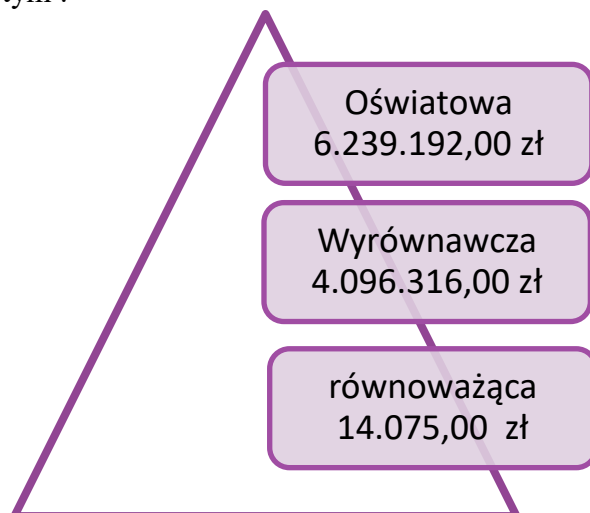 Oświatowa
6.239.192,00 zł
Wyrównawcza
4.096.316,00 zł
równoważąca
14.075,00 zł